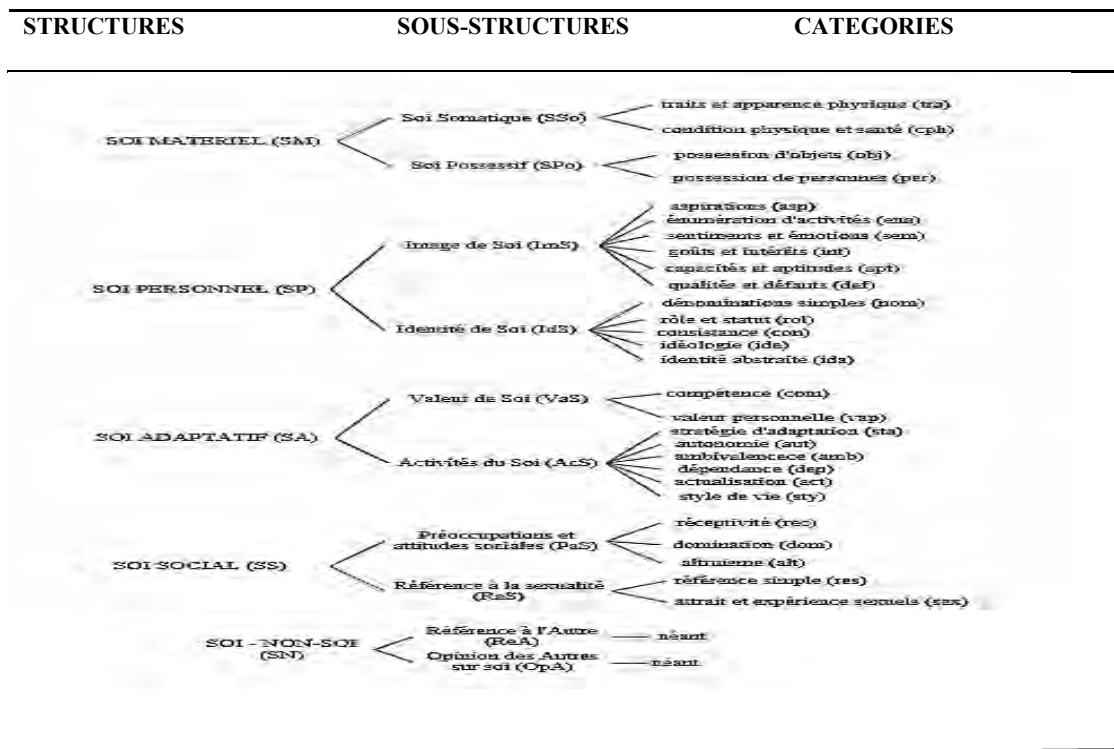 STRUCTURES SOUS-STRUCTURES CATEGORIES
traits et apparence physique (tra)
Soi Somatique (SSo)
condition physique et santé (cph)
SOI MATERIEL (SM)
possession d'objets (obj)
Soi Possessif (SPo)
possession de personnes (per)
aspirations (asp)
énumération d'activités (ena)
sentiments et émotions (sem)
Image de Soi (ImS)
goûts et intérêts (int)
capacités et aptitudes (apt)
qualités et défauts (def)
SOI PERSONNEL (SP)
dénominations simples (nom)
rôle et statut (rol)
Identité de Soi (IdS)
consistance (con)
idéologie (ide)
identité abstraite (ida)
compétence (com)
Valeur de Soi (VaS)
valeur personnelle (vap)
SOI ADAPTATIF (SA)
stratégie d'adaptation (sta)
autonomie (aut)
ambivalencece (amb)
Activités du Soi (AcS)
dépendance (dep)
actualisation (act)
style de vie (sty)
réceptivité (rec)
Préoccupations et
attitudes sociales (PaS)
domination (dom)
altruisme (alt)
SOI SOCIAL (SS)
référence simple (res)
Référence à la sexualité
(ReS)
attrait et expérience sexuels (sex)
Référence à l'Autre
(ReA)
néant
SOI - NON-SOI
(SN)
Opinion des Autres
sur soi (OpA)
néant